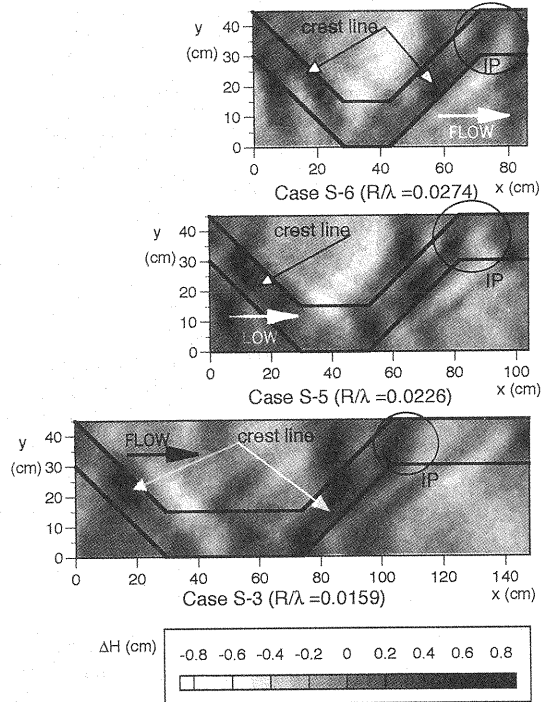 y
(cm)
40
30
20
10
0
crest line
IP
FLOW
0 20 40 60 80
x (cm)
Case S-6 (R/λ=0.0274)
y
(cm)
40
30
20
10
0
crest line
IP
LOW
0 20 40 60 80 100
x (cm)
Case S-5 (R/λ =0.0226)
y
(cm)
40
30
20
10
0
FLOW
crest line
IP
0 20 40 60 80 100 120 140
x (cm)
Case S-3 (R/λ=0.0159)
ΔH (cm)
-0.8 -0.6 -0.4 -0.2 0 0.2 0.4 0.6 0.8